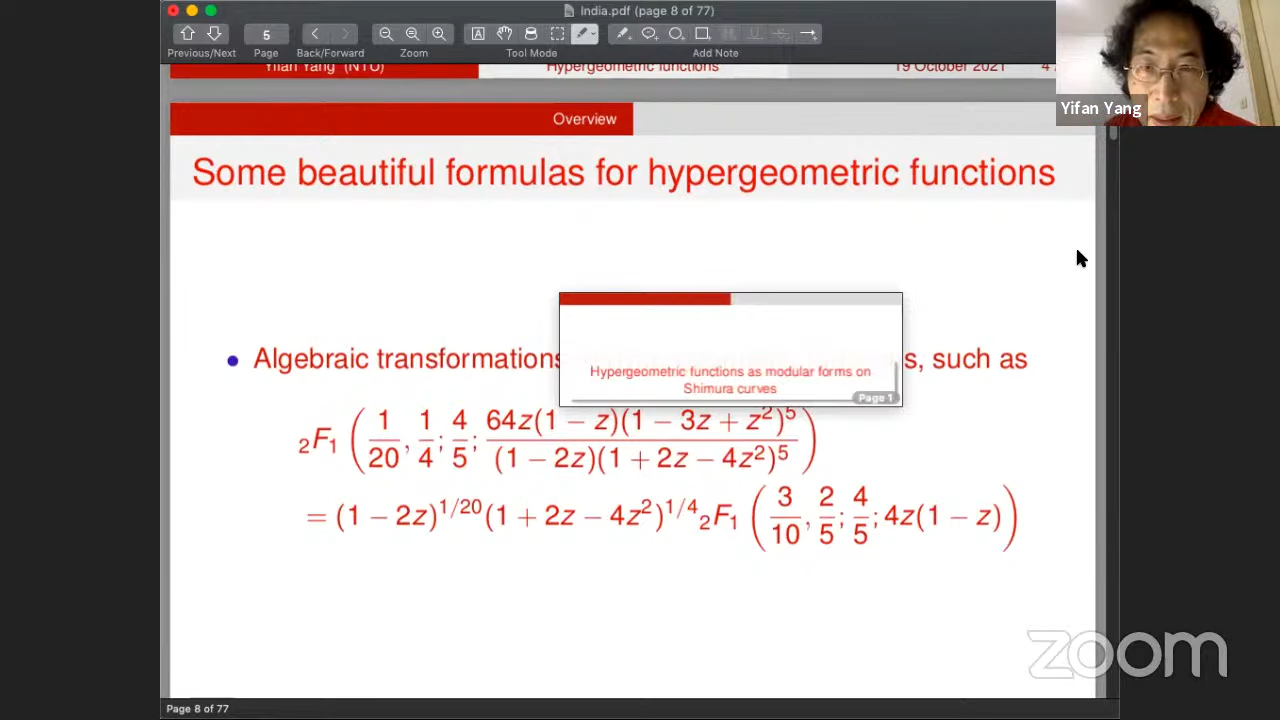 India.pdf (page 8 of 77)
5
Previous/Next Page Back/Forward Zoom Tool Mode Add Note
Yifan Yang (NTU) Hypergeometric functions 19 October 2021 4
Yifan Yang
Overview
Some beautiful formulas for hypergeometric functions
• Algebraic transformations s, such as
Hypergeometric functions as modular forms on
Shimura curves
Page 1
₂F₁ (1/20, 1/4; 4/5; 64z(1 − z)(1 − 3z + z²)⁵ / (1 − 2z)(1 + 2z − 4z²)⁵)
= (1 − 2z)^1/20 (1 + 2z − 4z²)^1/4 ₂F₁ (3/10, 2/5; 4/5; 4z(1 − z))
zoom
Page 8 of 77